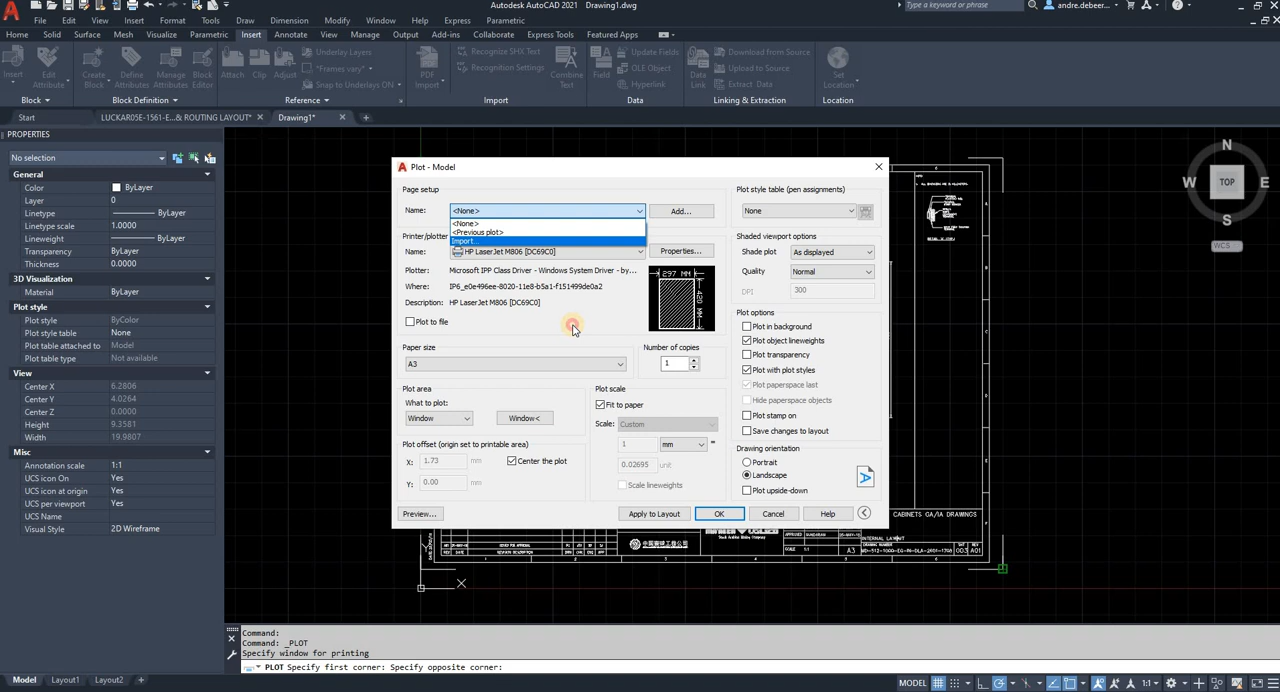 File Edit View Insert Format Tools Draw Dimension Modify Window Help Express Parametric
Autodesk AutoCAD 2021 Drawing1.dwg
Type a keyword or phrase
andre.debeer...
Home Solid Surface Mesh Visualize Parametric Insert Annotate View Manage Output Add-ins Collaborate Express Tools Featured Apps
Insert
Edit Attribute
Create Block
Define Attributes
Manage Attributes
Block Editor
Attach
Clip
Adjust
Underlay Layers
*Frames vary*
Snap to Underlays ON
PDF Import
Recognize SHX Text
Recognition Settings
Combine Text
Field
Update Fields
OLE Object
Hyperlink
Data Link
Download from Source
Upload to Source
Extract Data
Set Location
Block
Block Definition
Reference
Import
Data
Linking & Extraction
Location
Start
LUCKAR05E-1561-E...& ROUTING LAYOUT*
Drawing1*
PROPERTIES
No selection
General
Color ByLayer
Layer 0
Linetype ByLayer
Linetype scale 1.0000
Lineweight ByLayer
Transparency ByLayer
Thickness 0.0000
3D Visualization
Material ByLayer
Plot style
Plot style ByColor
Plot style table None
Plot table attached to Model
Plot table type Not available
View
Center X 6.2806
Center Y 4.0264
Center Z 0.0000
Height 9.3581
Width 19.9807
Misc
Annotation scale 1:1
UCS icon On Yes
UCS icon at origin Yes
UCS per viewport Yes
UCS Name
Visual Style 2D Wireframe
Plot - Model
Page setup
Name: <None>
Add...
<None>
<Previous plot>
Import...
Printer/plotter
Name: HP LaserJet M806 [DC69C0]
Properties...
Plotter: Microsoft IPP Class Driver - Windows System Driver - by...
Where: IP6_e0e496ee-8020-11e8-b5a1-f151499de0a2
Description: HP LaserJet M806 [DC69C0]
Plot to file
297 MM
420 MM
Paper size
A3
Number of copies
1
Plot area
What to plot:
Window
Window<
Plot offset (origin set to printable area)
X: 1.73 mm
Center the plot
Y: 0.00 mm
Plot scale
Fit to paper
Scale: Custom
1 mm =
0.02695 unit
Scale lineweights
Plot style table (pen assignments)
None
Shaded viewport options
Shade plot As displayed
Quality Normal
DPI 300
Plot options
Plot in background
Plot object lineweights
Plot transparency
Plot with plot styles
Plot paperspace last
Hide paperspace objects
Plot stamp on
Save changes to layout
Drawing orientation
Portrait
Landscape
Plot upside-down
A
Preview...
Apply to Layout
OK
Cancel
Help
N
W TOP E
S
WCS
CABINETS GA/IA DRAWINGS
INTERNAL LAYOUT
A3
X
Command:
Command: _PLOT
Specify window for printing
PLOT Specify first corner: Specify opposite corner:
Model Layout1 Layout2
MODEL
1:1